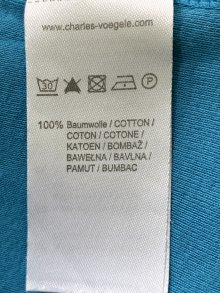 www.charles-voegele.com
30 P
100% Baumwolle / COTTON /
COTON / COTONE /
KATOEN / BOMBAŽ /
BAWEŁNA / BAVLNA /
PAMUT / BUMBAC